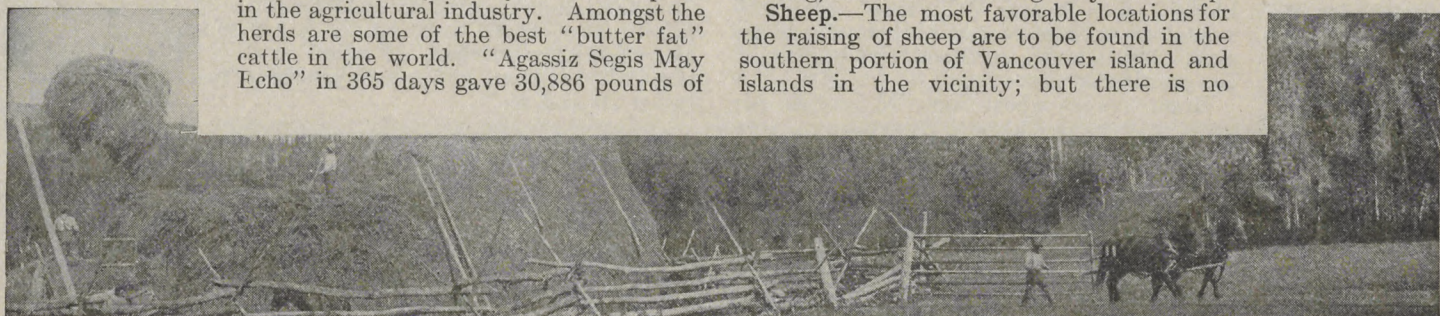 in the agricultural industry. Amongst the
herds are some of the best "butter fat"
cattle in the world. "Agassiz Segis May
Echo" in 365 days gave 30,886 pounds of
Sheep.—The most favorable locations for
the raising of sheep are to be found in the
southern portion of Vancouver island and
islands in the vicinity; but there is no